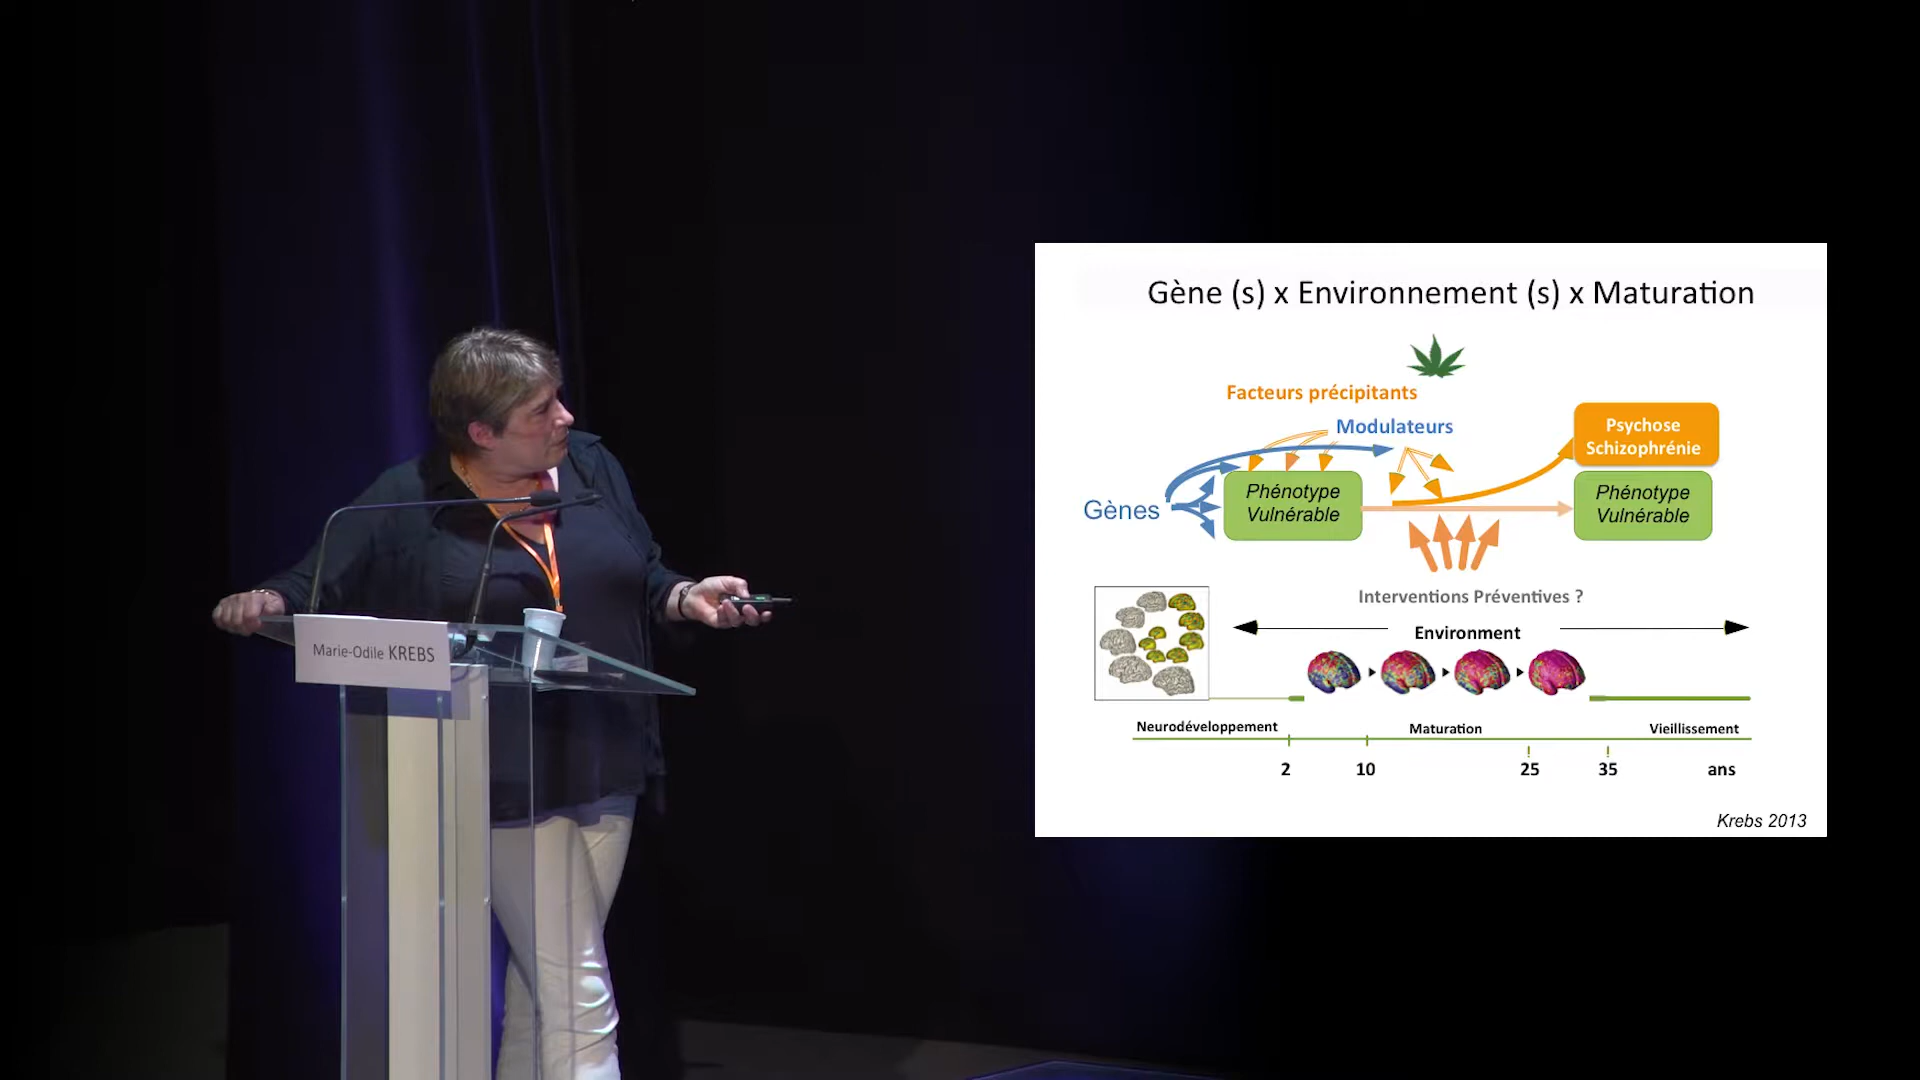 Marie-Odile KREBS
Gène (s) x Environnement (s) x Maturation
Facteurs précipitants
Modulateurs
Psychose
Schizophrénie
Gènes
Phénotype
Vulnérable
Phénotype
Vulnérable
Interventions Préventives ?
Environment
Neurodéveloppement
Maturation
Vieillissement
2
10
25
35
ans
Krebs 2013